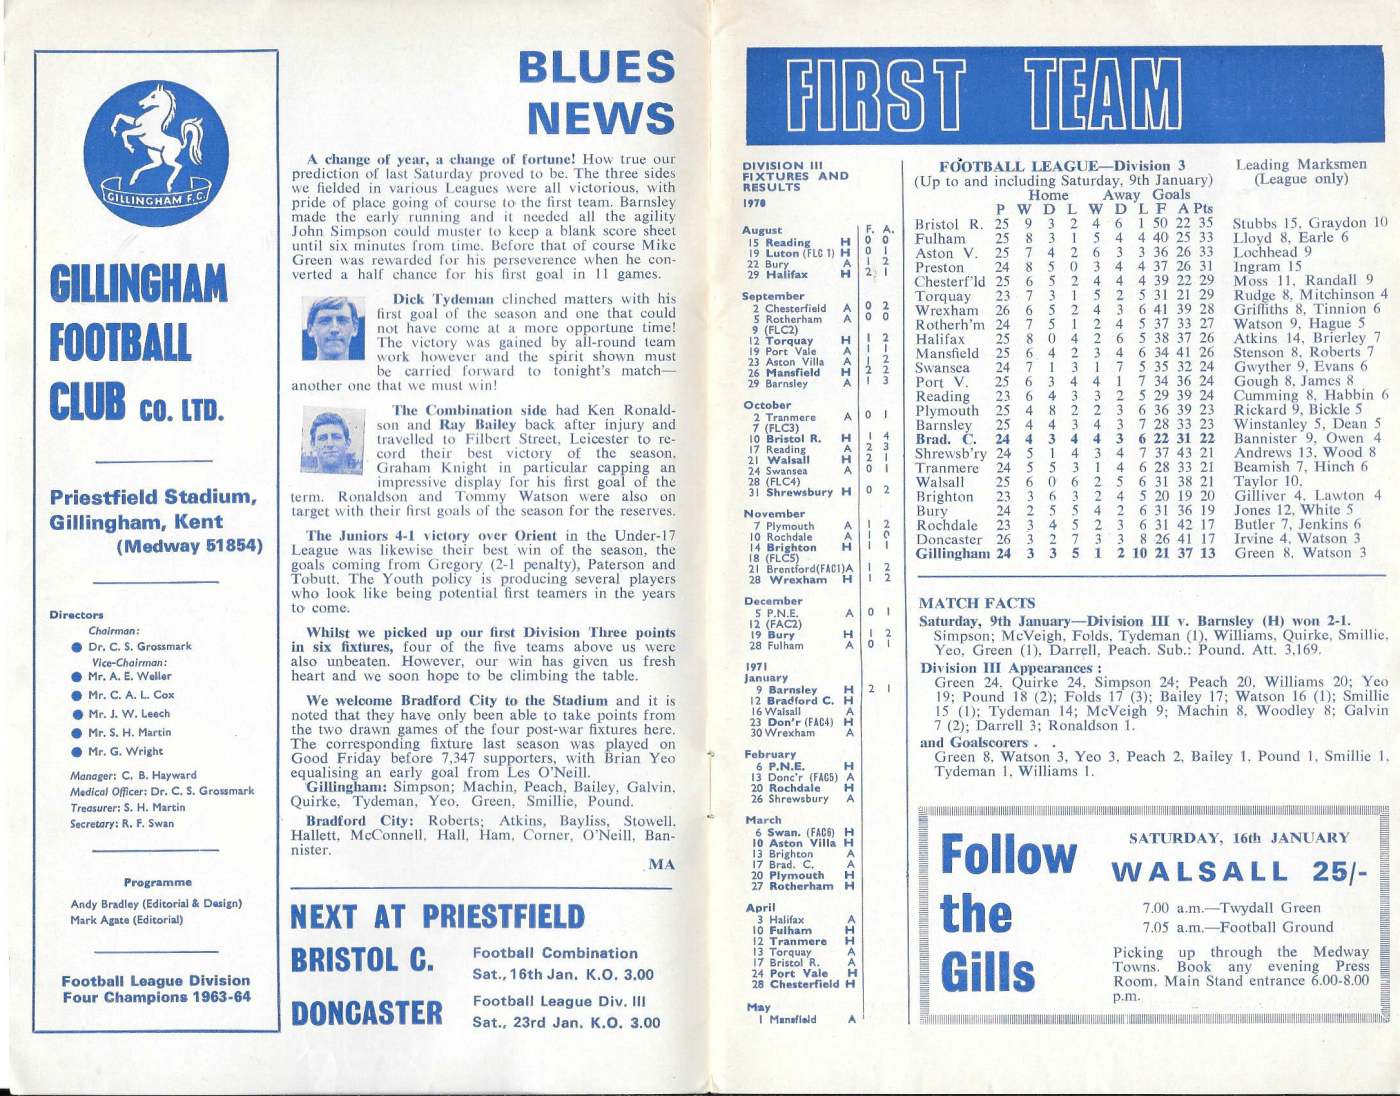 GILLINGHAM F.C.
GILLINGHAM
FOOTBALL
CLUB CO. LTD.
Priestfield Stadium,
Gillingham, Kent
(Medway 51854)
Directors
Chairman:
Dr. C. S. Grossmark
Vice-Chairman:
Mr. A. E. Weller
Mr. C. A. L. Cox
Mr. J. W. Leech
Mr. S. H. Martin
Mr. G. Wright
Manager: C. B. Hayward
Medical Officer: Dr. C. S. Grossmark
Treasurer: S. H. Martin
Secretary: R. F. Swan
Programme
Andy Bradley (Editorial & Design)
Mark Agate (Editorial)
Football League Division
Four Champions 1963-64
BLUES
NEWS
A change of year, a change of fortune! How true our
prediction of last Saturday proved to be. The three sides
we fielded in various Leagues were all victorious, with
pride of place going of course to the first team. Barnsley
made the early running and it needed all the agility
John Simpson could muster to keep a blank score sheet
until six minutes from time. Before that of course Mike
Green was rewarded for his perseverence when he con-
verted a half chance for his first goal in 11 games.
Dick Tydeman clinched matters with his
first goal of the season and one that could
not have come at a more opportune time!
The victory was gained by all-round team
work however and the spirit shown must
be carried forward to tonight's match—
another one that we must win!
The Combination side had Ken Ronald-
son and Ray Bailey back after injury and
travelled to Filbert Street, Leicester to re-
cord their best victory of the season,
Graham Knight in particular capping an
impressive display for his first goal of the
term. Ronaldson and Tommy Watson were also on
target with their first goals of the season for the reserves.
The Juniors 4-1 victory over Orient in the Under-17
League was likewise their best win of the season, the
goals coming from Gregory (2-1 penalty), Paterson and
Tobutt. The Youth policy is producing several players
who look like being potential first teamers in the years
to come.
Whilst we picked up our first Division Three points
in six fixtures, four of the five teams above us were
also unbeaten. However, our win has given us fresh
heart and we soon hope to be climbing the table.
We welcome Bradford City to the Stadium and it is
noted that they have only been able to take points from
the two drawn games of the four post-war fixtures here.
The corresponding fixture last season was played on
Good Friday before 7,347 supporters, with Brian Yeo
equalising an early goal from Les O'Neill.
Gillingham: Simpson; Machin, Peach, Bailey, Galvin,
Quirke, Tydeman, Yeo, Green, Smillie, Pound.
Bradford City: Roberts; Atkins, Bayliss, Stowell,
Hallett, McConnell, Hall, Ham, Corner, O'Neill, Ban-
nister.
MA
NEXT AT PRIESTFIELD
BRISTOL C. Football Combination
Sat., 16th Jan. K.O. 3.00
DONCASTER Football League Div. III
Sat., 23rd Jan. K.O. 3.00
FIRST TEAM
DIVISION III
FIXTURES AND
RESULTS
1970
August F. A.
15 Reading H 0 0
19 Luton (FLC 1) H 0 1
22 Bury A 1 2
29 Halifax H 2 1
September
2 Chesterfield A 0 2
5 Rotherham A 0 0
9 (FLC2)
12 Torquay H 1 2
19 Port Vale A 1 1
23 Aston Villa A 1 2
26 Mansfield H 2 2
29 Barnsley A 1 3
October
2 Tranmere A 0 1
7 (FLC3)
10 Bristol R. H 1 4
17 Reading A 2 3
21 Walsall H 2 1
24 Swansea A 0 1
28 (FLC4)
31 Shrewsbury H 0 2
November
7 Plymouth A 1 2
10 Rochdale A 1 0
14 Brighton H 1 1
18 (FLC5)
21 Brentford(FAC1)A 1 2
28 Wrexham H 1 2
December
5 P.N.E. A 0 1
12 (FAC2)
19 Bury H 1 2
28 Fulham A 0 1
1971
January
9 Barnsley H 2 1
12 Bradford C. H
16 Walsall A
23 Don'r (FAC4) H
30 Wrexham A
February
6 P.N.E. H
13 Donc'r (FAC5) A
20 Rochdale H
26 Shrewsbury A
March
6 Swan. (FAC6) H
10 Aston Villa H
13 Brighton A
17 Brad. C. A
20 Plymouth H
27 Rotherham H
April
3 Halifax A
10 Fulham H
12 Tranmere H
13 Torquay A
17 Bristol R. A
24 Port Vale H
28 Chesterfield H
May
1 Mansfield A
FOOTBALL LEAGUE—Division 3
(Up to and including Saturday, 9th January)
Leading Marksmen
(League only)
Home Away Goals
P W D L W D L F A Pts
Bristol R. 25 9 3 2 4 6 1 50 22 35 Stubbs 15, Graydon 10
Fulham 25 8 3 1 5 4 4 40 25 33 Lloyd 8, Earle 6
Aston V. 25 7 4 2 6 3 3 36 26 33 Lochhead 9
Preston 24 8 5 0 3 4 4 37 26 31 Ingram 15
Chesterf'ld 25 6 5 2 4 4 4 39 22 29 Moss 11, Randall 9
Torquay 23 7 3 1 5 2 5 31 21 29 Rudge 8, Mitchinson 4
Wrexham 26 6 5 2 4 3 6 41 39 28 Griffiths 8, Tinnion 6
Rotherh'm 24 7 5 1 2 4 5 37 33 27 Watson 9, Hague 5
Halifax 25 8 0 4 2 6 5 38 37 26 Atkins 14, Brierley 7
Mansfield 25 6 4 2 3 4 6 34 41 26 Stenson 8, Roberts 7
Swansea 24 7 1 3 1 7 5 35 32 24 Gwyther 9, Evans 6
Port V. 25 6 3 4 4 1 7 34 36 24 Gough 8, James 8
Reading 23 6 4 3 3 2 5 29 39 24 Cumming 8, Habbin 6
Plymouth 25 4 8 2 2 3 6 36 39 23 Rickard 9, Bickle 5
Barnsley 25 4 4 3 4 3 7 28 33 23 Winstanley 5, Dean 5
Brad. C. 24 4 3 4 4 3 6 22 31 22 Bannister 9, Owen 4
Shrewsb'ry 24 5 1 4 3 4 7 37 43 21 Andrews 13, Wood 8
Tranmere 24 5 5 3 1 4 6 28 33 21 Beamish 7, Hinch 6
Walsall 25 6 0 6 2 5 6 31 38 21 Taylor 10.
Brighton 23 3 6 3 2 4 5 20 19 20 Gilliver 4, Lawton 4
Bury 24 2 5 5 4 2 6 31 36 19 Jones 12, White 5
Rochdale 23 3 4 5 2 3 6 31 42 17 Butler 7, Jenkins 6
Doncaster 26 3 2 7 3 3 8 26 41 17 Irvine 4, Watson 3
Gillingham 24 3 3 5 1 2 10 21 37 13 Green 8, Watson 3
MATCH FACTS
Saturday, 9th January—Division III v. Barnsley (H) won 2-1.
Simpson; McVeigh, Folds, Tydeman (1), Williams, Quirke, Smillie,
Yeo, Green (1), Darrell, Peach. Sub.: Pound. Att. 3,169.
Division III Appearances :
Green 24, Quirke 24, Simpson 24; Peach 20, Williams 20; Yeo
19; Pound 18 (2); Folds 17 (3); Bailey 17; Watson 16 (1); Smillie
15 (1); Tydeman 14; McVeigh 9; Machin 8, Woodley 8; Galvin
7 (2); Darrell 3; Ronaldson 1.
and Goalscorers . .
Green 8, Watson 3, Yeo 3, Peach 2, Bailey 1, Pound 1, Smillie 1,
Tydeman 1, Williams 1.
Follow
the
Gills
SATURDAY, 16th JANUARY
WALSALL 25/-
7.00 a.m.—Twydall Green
7.05 a.m.—Football Ground
Picking up through the Medway
Towns. Book any evening Press
Room, Main Stand entrance 6.00-8.00
p.m.